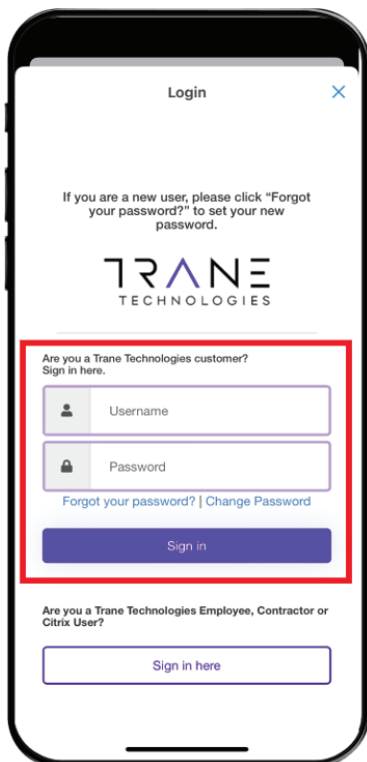 Login
If you are a new user, please click “Forgot
your password?” to set your new
password.
TRANE
TECHNOLOGIES
Are you a Trane Technologies customer?
Sign in here.
Username
Password
Forgot your password? | Change Password
Sign in
Are you a Trane Technologies Employee, Contractor or
Citrix User?
Sign in here